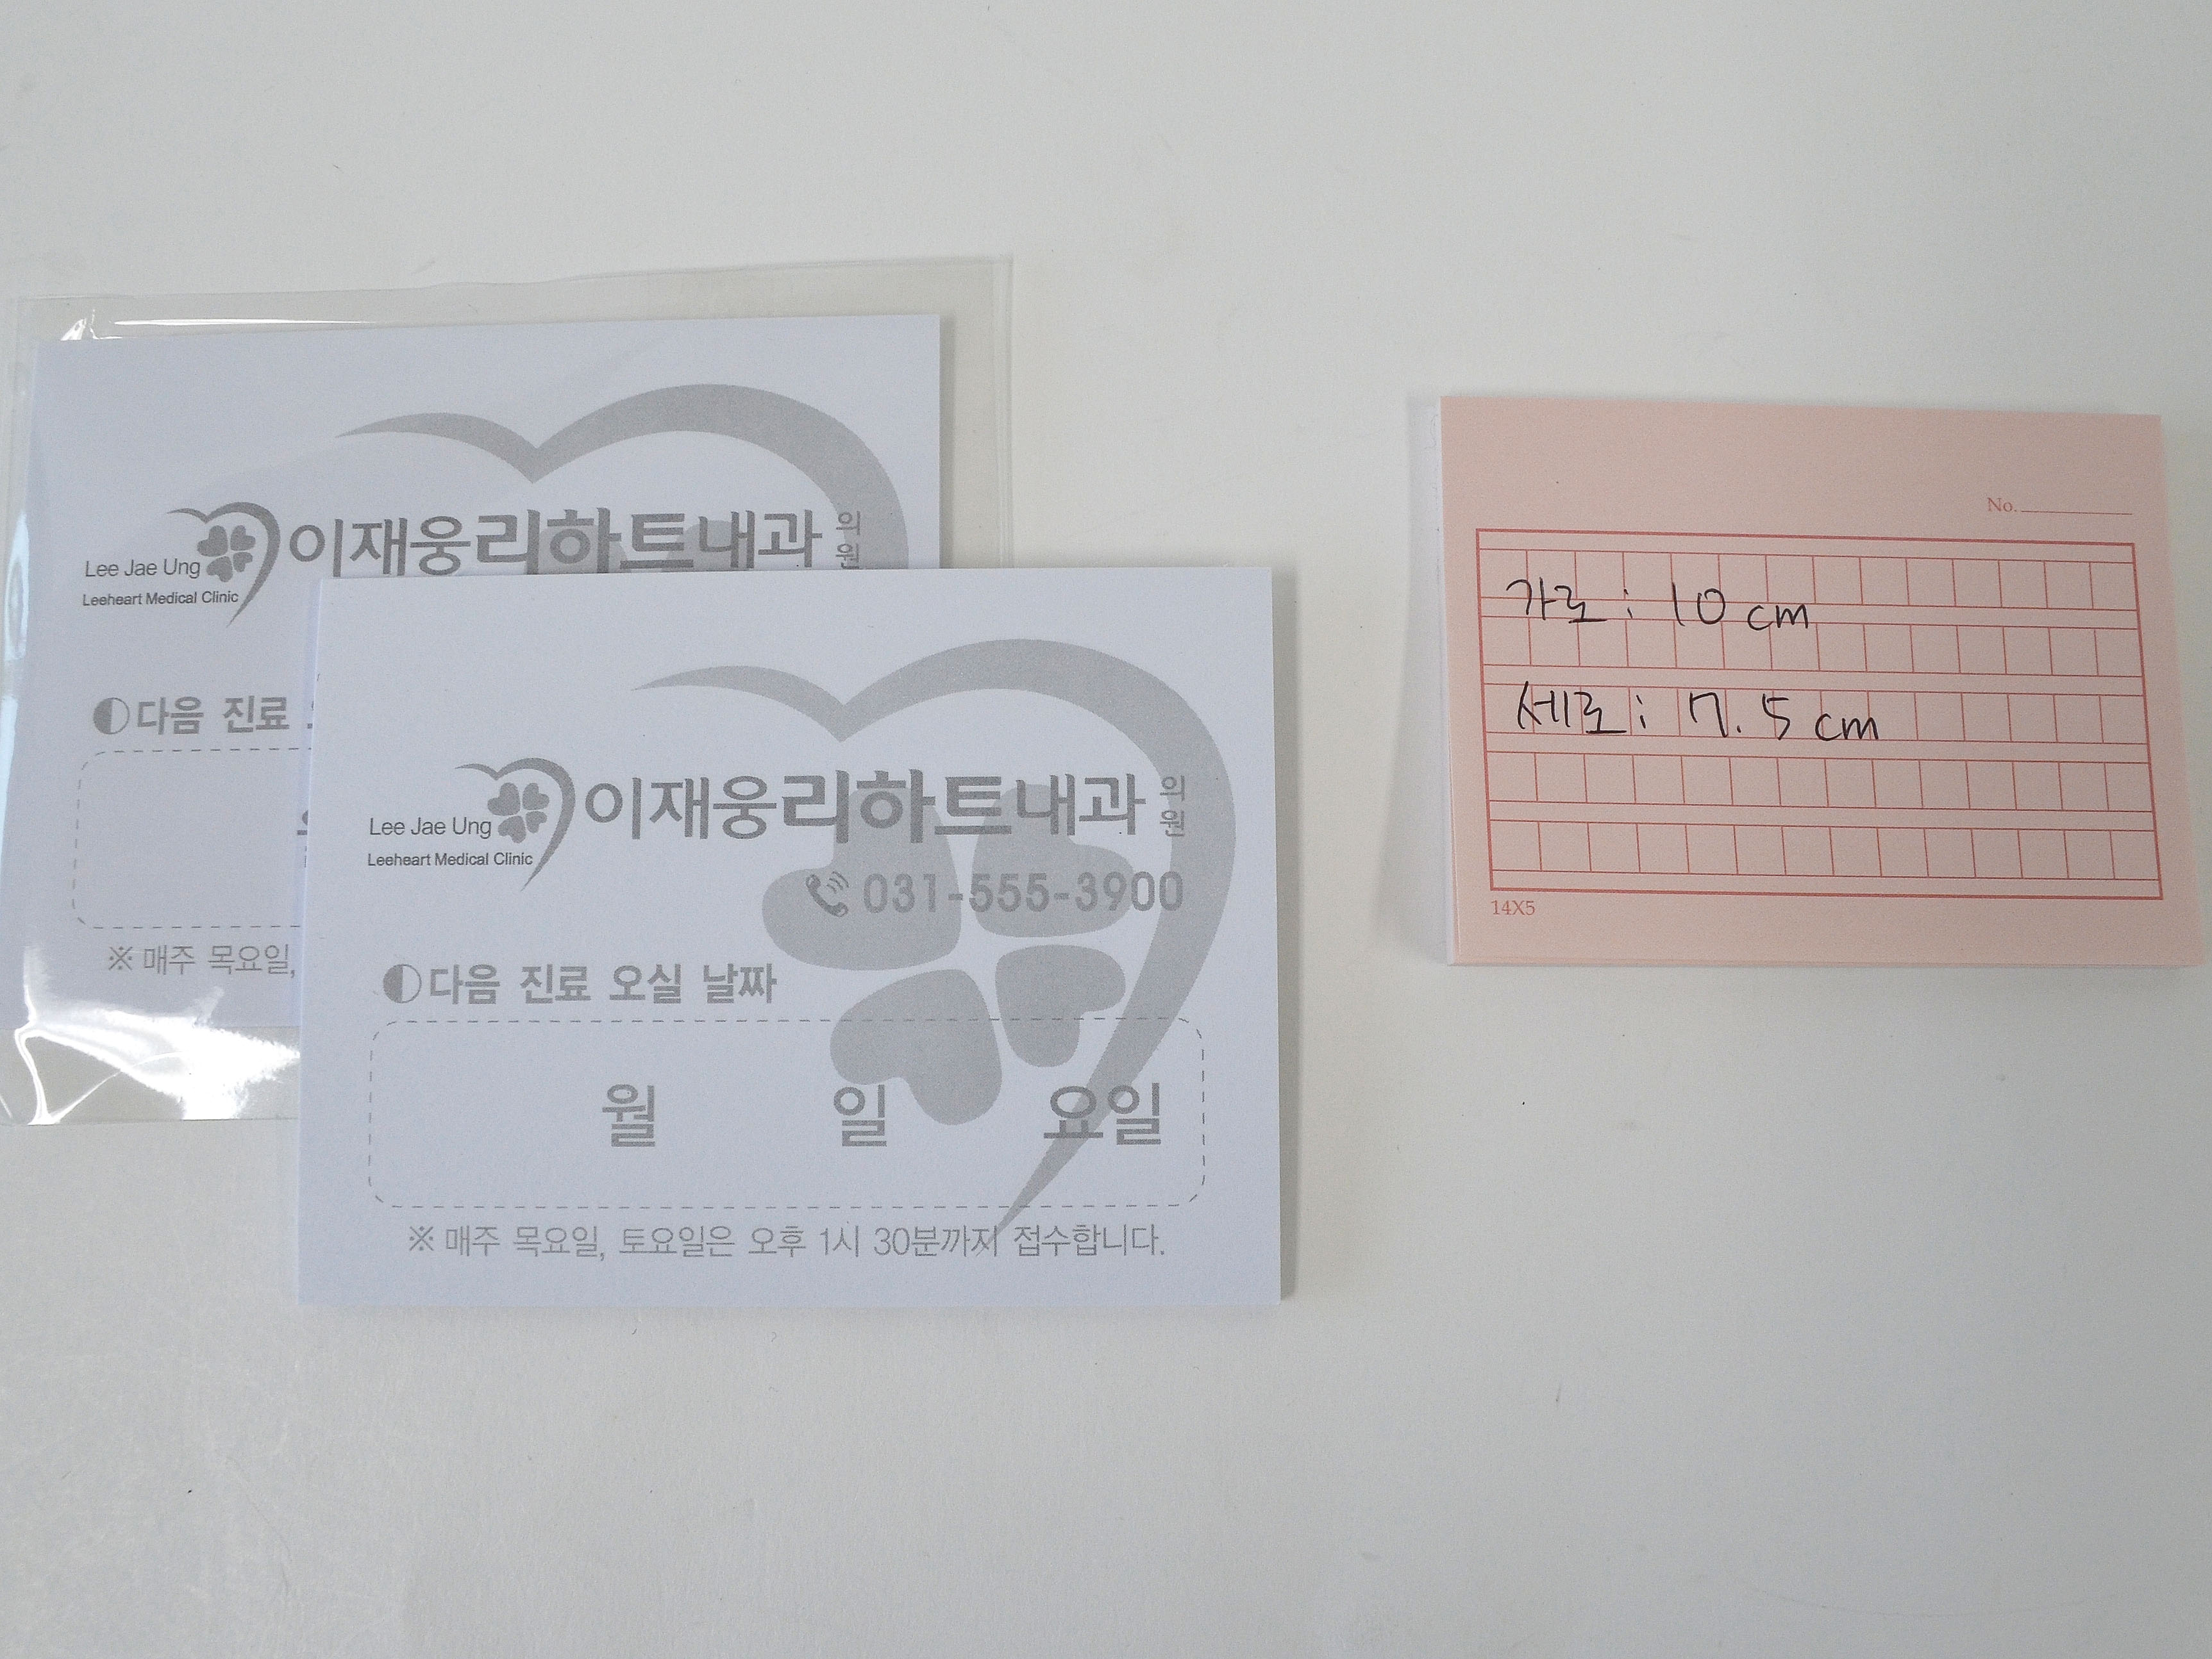 Lee Jae Ung
Leeheart Medical Clinic
이재웅리하트내과의원
다음 진료
※ 매주 목요일,
Lee Jae Ung
Leeheart Medical Clinic
이재웅리하트내과의원
031-555-3900
다음 진료 오실 날짜
월 일 요일
※ 매주 목요일, 토요일은 오후 1시 30분까지 접수합니다.
No.
가로: 10 cm
세로: 7.5 cm
14X5